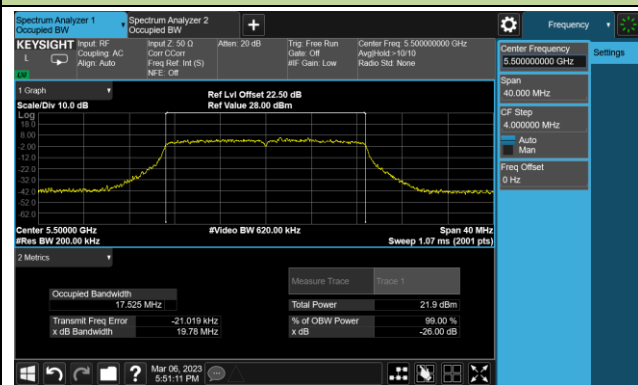 Spectrum Analyzer 1
Occupied BW
Spectrum Analyzer 2
Occupied BW
+
Frequency
KEYSIGHT
L
Input: RF
Coupling: AC
Align: Auto
Input Z: 50 Ω
Corr CCorr
Freq Ref: Int (S)
NFE: Off
Atten: 20 dB
Trig: Free Run
Gate: Off
#IF Gain: Low
Center Freq: 5.500000000 GHz
Avg|Hold:>10/10
Radio Std: None
Center Frequency
5.500000000 GHz
Settings
Span
40.000 MHz
CF Step
4.000000 MHz
Auto
Man
Freq Offset
0 Hz
1 Graph
Scale/Div 10.0 dB
Ref Lvl Offset 22.50 dB
Ref Value 28.00 dBm
Log
18.0
8.00
-2.00
-12.0
-22.0
-32.0
-42.0
-52.0
-62.0
Center 5.50000 GHz
#Res BW 200.00 kHz
#Video BW 620.00 kHz
Span 40 MHz
Sweep 1.07 ms (2001 pts)
2 Metrics
Measure Trace
Trace 1
Occupied Bandwidth
17.525 MHz
Total Power
21.9 dBm
Transmit Freq Error
-21.019 kHz
% of OBW Power
99.00 %
x dB Bandwidth
19.78 MHz
x dB
-26.00 dB
?
Mar 06, 2023
5:51:11 PM